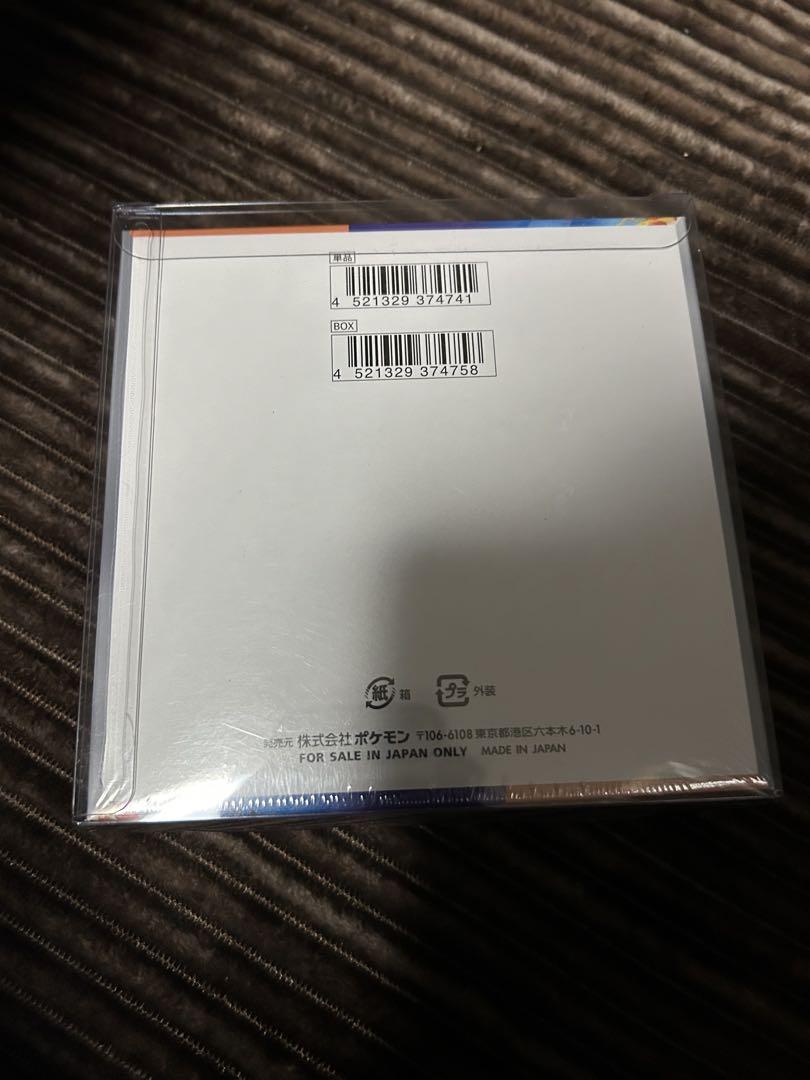 単品
4 521329 374741
BOX
4 521329 374758
紙 箱 プラ 外装
発売元 株式会社ポケモン 〒106-6108 東京都港区六本木6-10-1
FOR SALE IN JAPAN ONLY MADE IN JAPAN